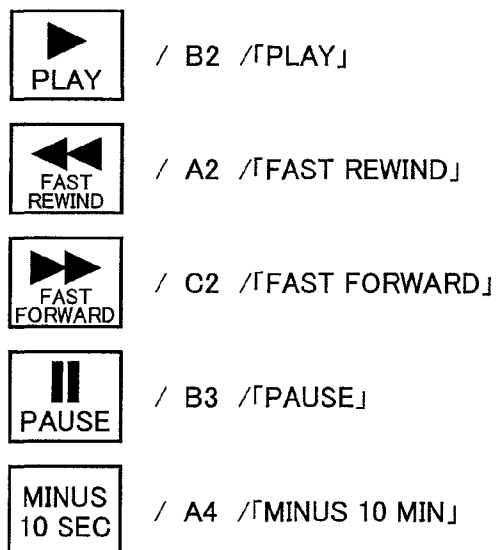 PLAY / B2 /「PLAY」
FAST
REWIND / A2 /「FAST REWIND」
FAST
FORWARD / C2 /「FAST FORWARD」
PAUSE / B3 /「PAUSE」
MINUS
10 SEC / A4 /「MINUS 10 MIN」